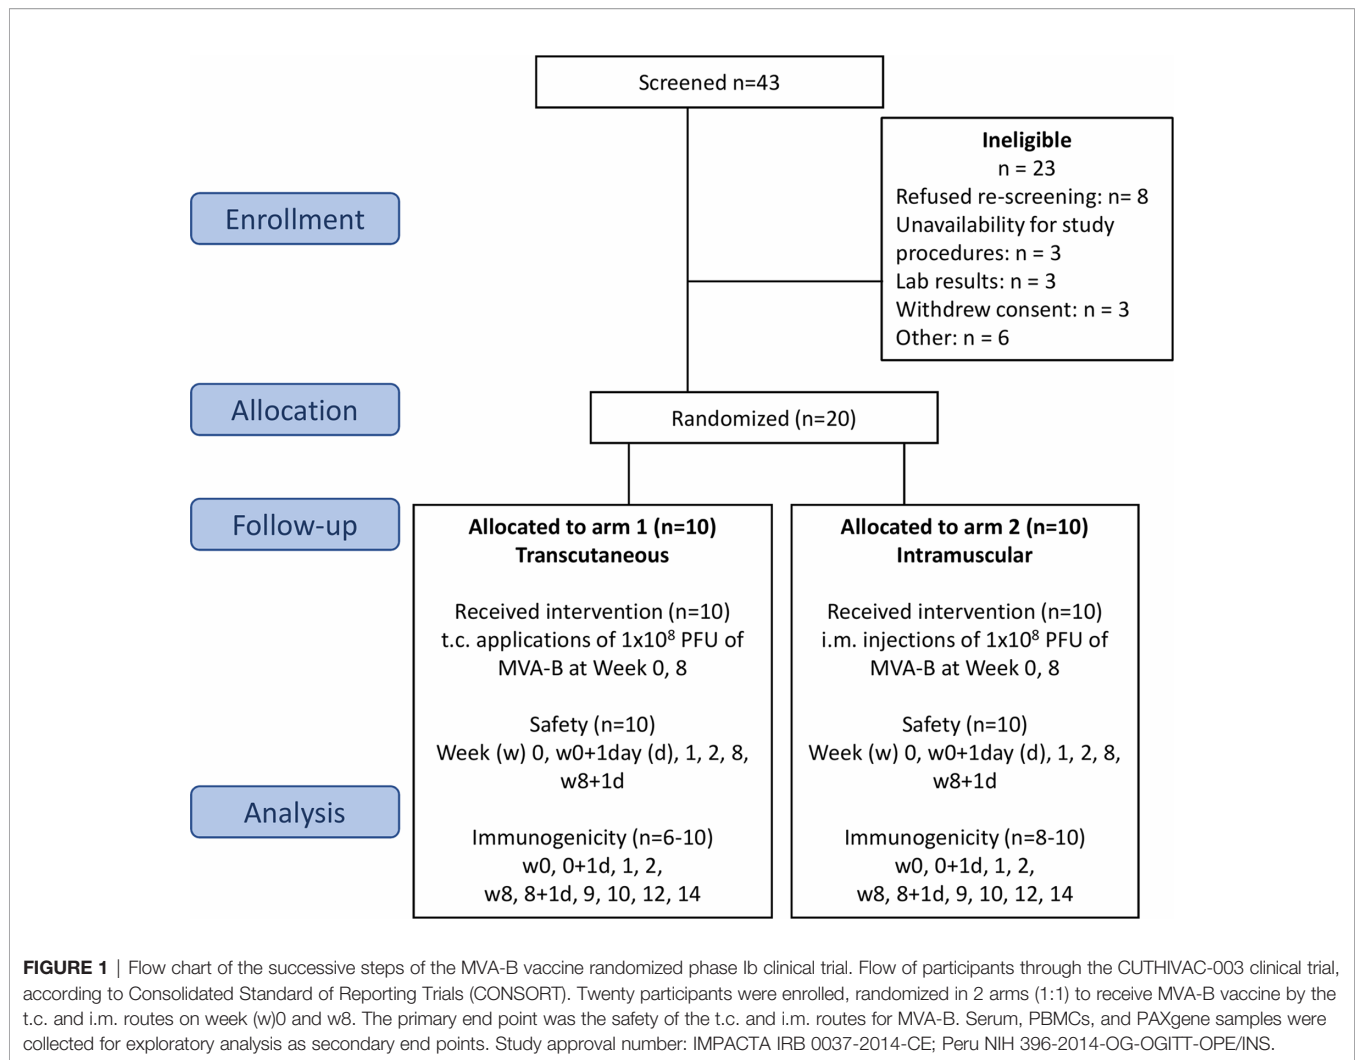 Screened n=43
Ineligible
n = 23
Refused re-screening: n= 8
Unavailability for study
procedures: n = 3
Lab results: n = 3
Withdrew consent: n = 3
Other: n = 6
Enrollment
Allocation
Randomized (n=20)
Follow-up
Allocated to arm 1 (n=10)
Transcutaneous
Received intervention (n=10)
t.c. applications of 1x10⁸ PFU of
MVA-B at Week 0, 8
Safety (n=10)
Week (w) 0, w0+1day (d), 1, 2, 8,
w8+1d
Immunogenicity (n=6-10)
w0, 0+1d, 1, 2,
w8, 8+1d, 9, 10, 12, 14
Allocated to arm 2 (n=10)
Intramuscular
Received intervention (n=10)
i.m. injections of 1x10⁸ PFU of
MVA-B at Week 0, 8
Safety (n=10)
Week (w) 0, w0+1day (d), 1, 2, 8,
w8+1d
Immunogenicity (n=8-10)
w0, 0+1d, 1, 2,
w8, 8+1d, 9, 10, 12, 14
Analysis
FIGURE 1 | Flow chart of the successive steps of the MVA-B vaccine randomized phase Ib clinical trial. Flow of participants through the CUTHIVAC-003 clinical trial,
according to Consolidated Standard of Reporting Trials (CONSORT). Twenty participants were enrolled, randomized in 2 arms (1:1) to receive MVA-B vaccine by the
t.c. and i.m. routes on week (w)0 and w8. The primary end point was the safety of the t.c. and i.m. routes for MVA-B. Serum, PBMCs, and PAXgene samples were
collected for exploratory analysis as secondary end points. Study approval number: IMPACTA IRB 0037-2014-CE; Peru NIH 396-2014-OG-OGITT-OPE/INS.